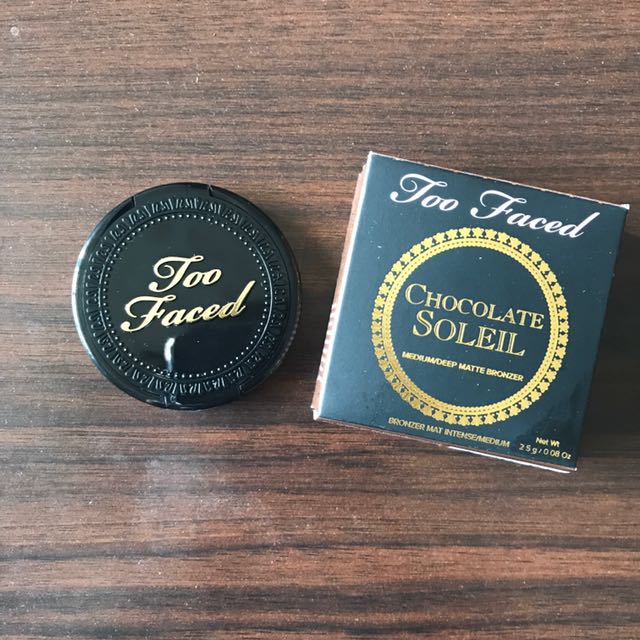 Too
Faced
Too Faced
CHOCOLATE
SOLEIL
MEDIUM/DEEP MATTE BRONZER
BRONZER MAT INTENSE/MEDIUM
Net Wt
2.5 g / 0.08 Oz